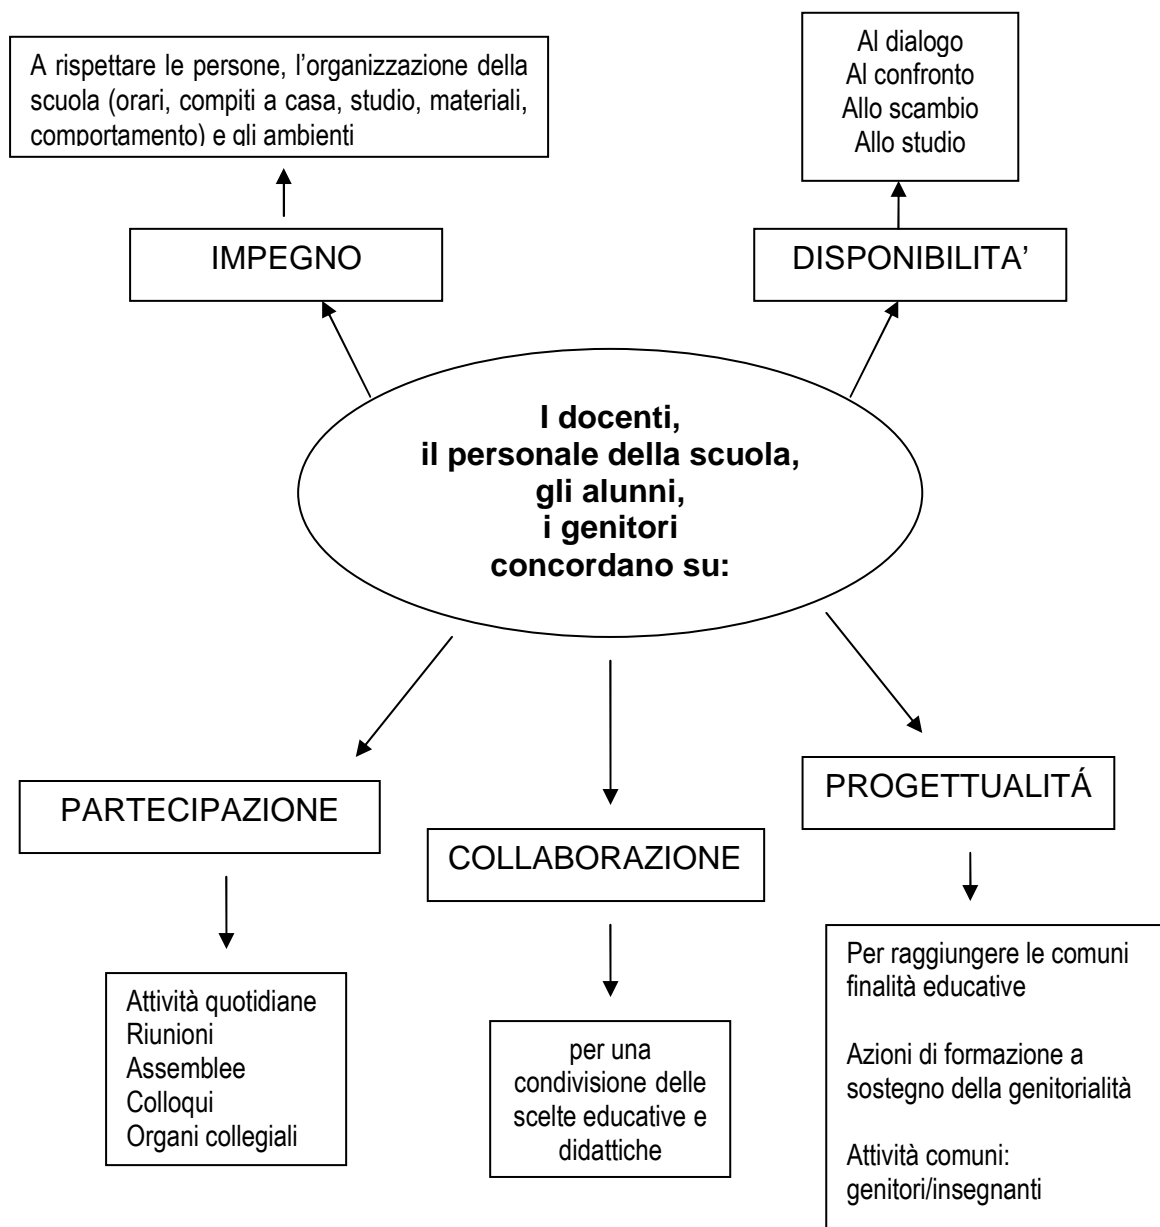 A rispettare le persone, l’organizzazione della
scuola (orari, compiti a casa, studio, materiali,
comportamento) e gli ambienti
Al dialogo
Al confronto
Allo scambio
Allo studio
IMPEGNO
DISPONIBILITA’
I docenti,
il personale della scuola,
gli alunni,
i genitori
concordano su:
PARTECIPAZIONE
COLLABORAZIONE
PROGETTUALITÁ
Attività quotidiane
Riunioni
Assemblee
Colloqui
Organi collegiali
per una
condivisione delle
scelte educative e
didattiche
Per raggiungere le comuni
finalità educative
Azioni di formazione a
sostegno della genitorialità
Attività comuni:
genitori/insegnanti